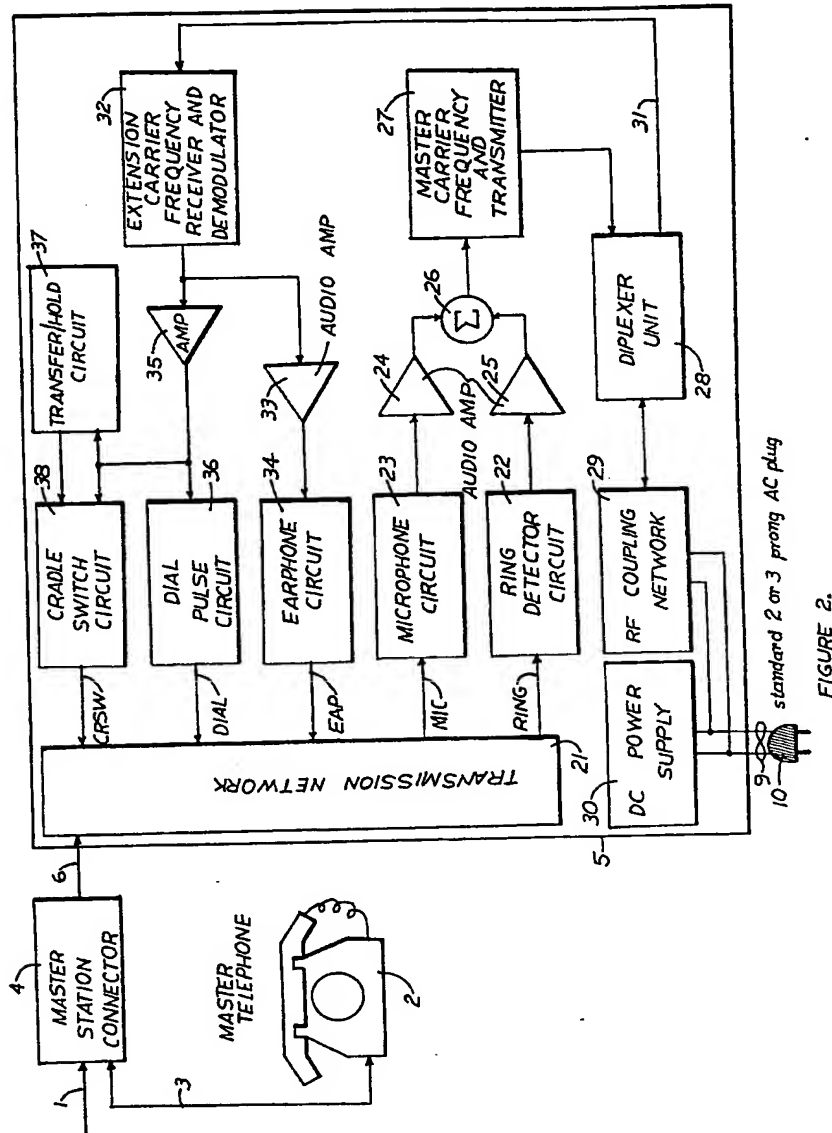 1
MASTER
STATION
CONNECTOR
4
6
3
MASTER
TELEPHONE
2
5
TRANSMISSION NETWORK
21
CRSW
DIAL
EAP
MIC
RING
CRADLE
SWITCH
CIRCUIT
38
DIAL
PULSE
CIRCUIT
36
EARPHONE
CIRCUIT
34
MICROPHONE
CIRCUIT
23
RING
DETECTOR
CIRCUIT
22
TRANSFER/HOLD
CIRCUIT
37
AMP
35
33
AUDIO AMP
24
AUDIO AMP
25
Σ
26
EXTENSION
CARRIER
FREQUENCY
RECEIVER AND
DEMODULATOR
32
MASTER
CARRIER
FREQUENCY
AND
TRANSMITTER
27
31
DIPLEXER
UNIT
28
RF COUPLING
NETWORK
29
DC POWER
SUPPLY
30
9
10
standard 2 or 3 prong AC plug
FIGURE 2.